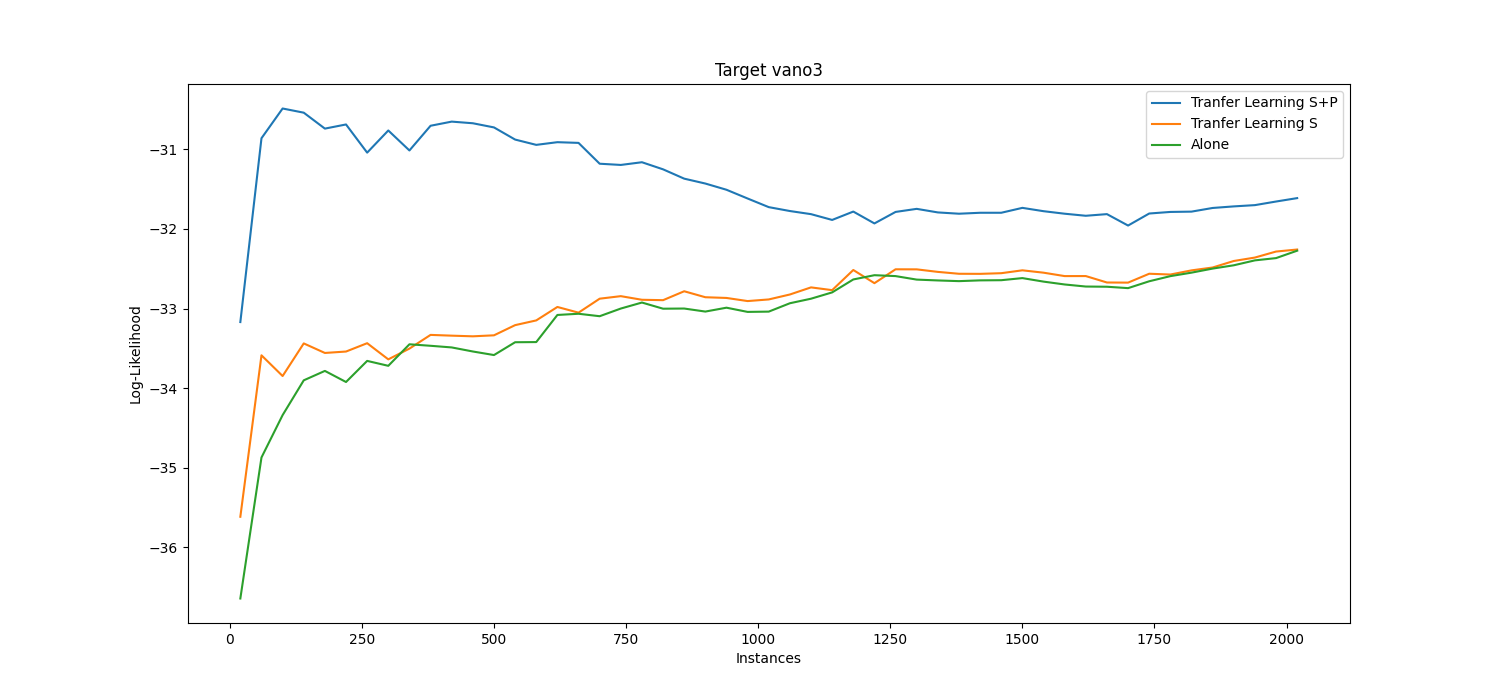 Target vano3
Tranfer Learning S+P
Tranfer Learning S
Alone
Log-Likelihood
−31
−32
−33
−34
−35
−36
0 250 500 750 1000 1250 1500 1750 2000
Instances